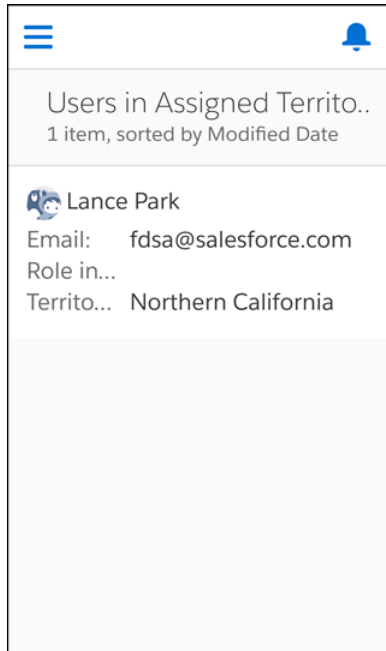 Users in Assigned Territo..
1 item, sorted by Modified Date
Lance Park
Email: fdsa@salesforce.com
Role in...
Territo... Northern California